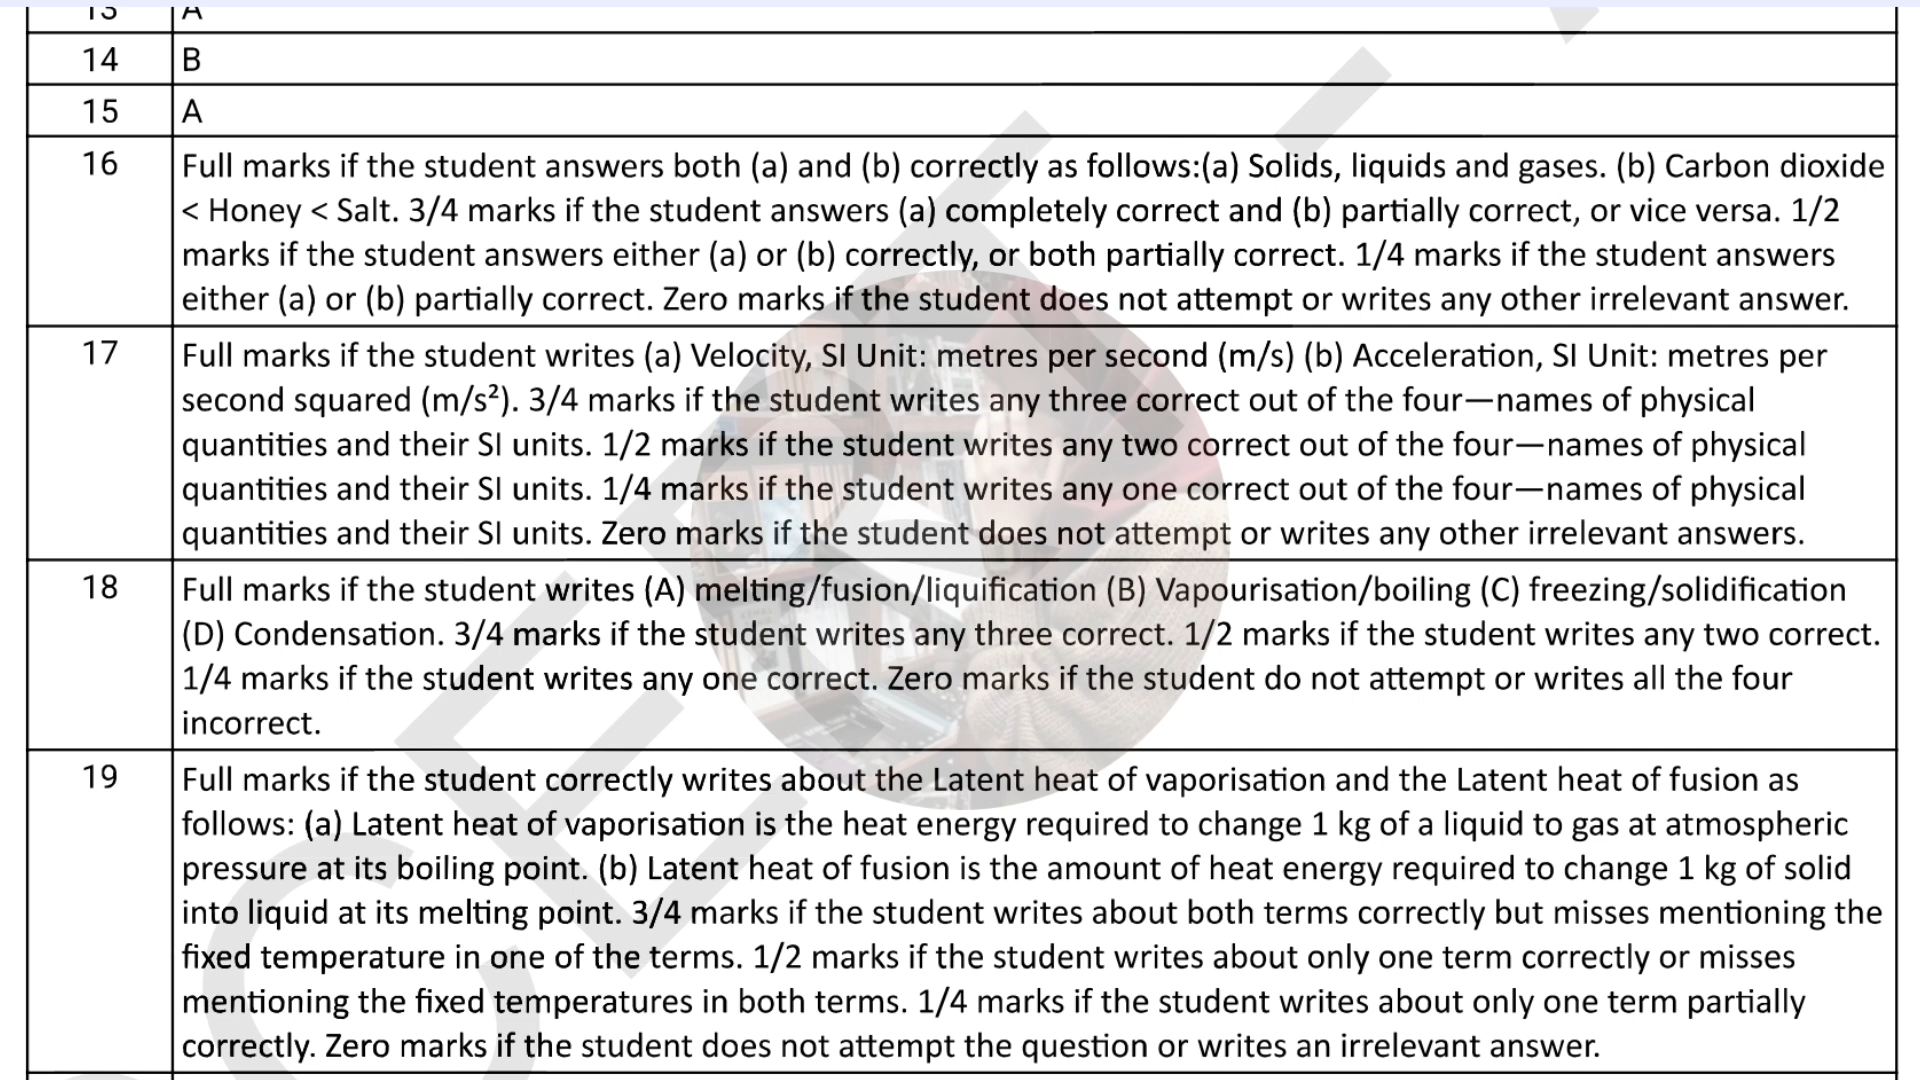 13 A
14 B
15 A
16 Full marks if the student answers both (a) and (b) correctly as follows:(a) Solids, liquids and gases. (b) Carbon dioxide
< Honey < Salt. 3/4 marks if the student answers (a) completely correct and (b) partially correct, or vice versa. 1/2
marks if the student answers either (a) or (b) correctly, or both partially correct. 1/4 marks if the student answers
either (a) or (b) partially correct. Zero marks if the student does not attempt or writes any other irrelevant answer.
17 Full marks if the student writes (a) Velocity, SI Unit: metres per second (m/s) (b) Acceleration, SI Unit: metres per
second squared (m/s²). 3/4 marks if the student writes any three correct out of the four—names of physical
quantities and their SI units. 1/2 marks if the student writes any two correct out of the four—names of physical
quantities and their SI units. 1/4 marks if the student writes any one correct out of the four—names of physical
quantities and their SI units. Zero marks if the student does not attempt or writes any other irrelevant answers.
18 Full marks if the student writes (A) melting/fusion/liquification (B) Vapourisation/boiling (C) freezing/solidification
(D) Condensation. 3/4 marks if the student writes any three correct. 1/2 marks if the student writes any two correct.
1/4 marks if the student writes any one correct. Zero marks if the student do not attempt or writes all the four
incorrect.
19 Full marks if the student correctly writes about the Latent heat of vaporisation and the Latent heat of fusion as
follows: (a) Latent heat of vaporisation is the heat energy required to change 1 kg of a liquid to gas at atmospheric
pressure at its boiling point. (b) Latent heat of fusion is the amount of heat energy required to change 1 kg of solid
into liquid at its melting point. 3/4 marks if the student writes about both terms correctly but misses mentioning the
fixed temperature in one of the terms. 1/2 marks if the student writes about only one term correctly or misses
mentioning the fixed temperatures in both terms. 1/4 marks if the student writes about only one term partially
correctly. Zero marks if the student does not attempt the question or writes an irrelevant answer.